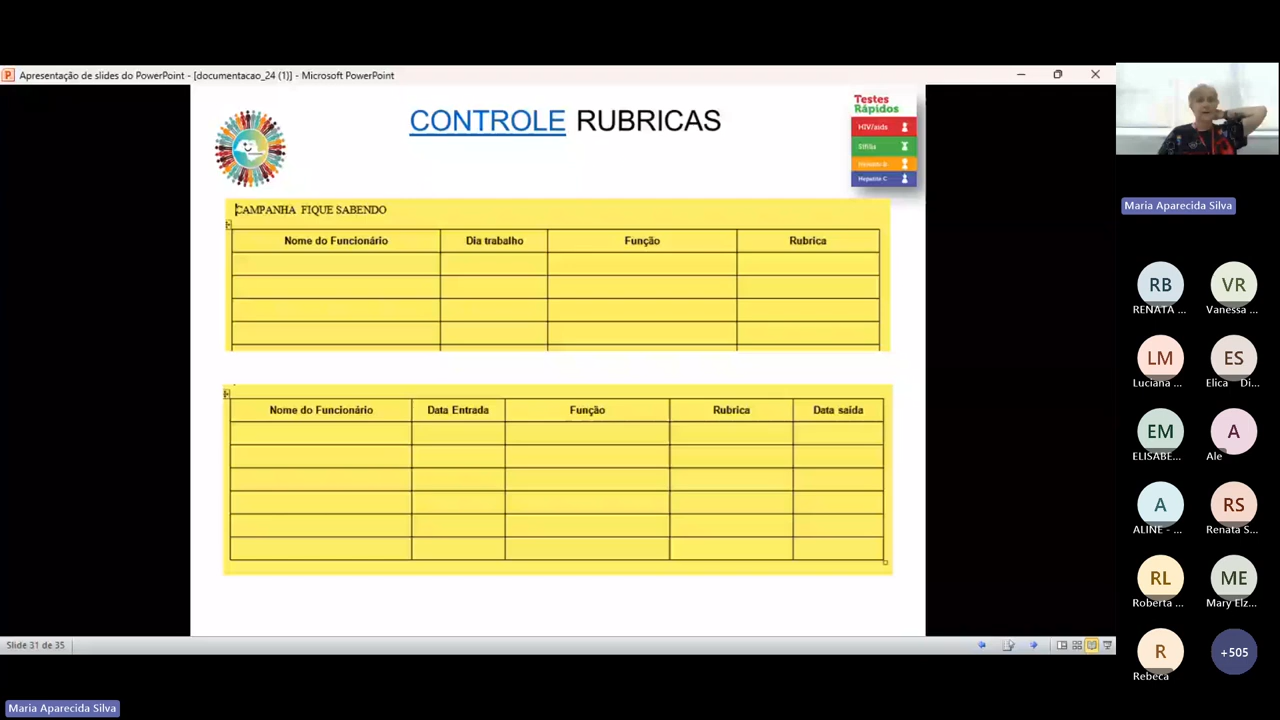 Apresentação de slides do PowerPoint - [documentacao_24 (1)] - Microsoft PowerPoint
CONTROLE RUBRICAS
Testes
Rápidos
HIV/aids
Sífilis
Hepatite B
Hepatite C
CAMPANHA FIQUE SABENDO
Nome do Funcionário Dia trabalho Função Rubrica
Nome do Funcionário Data Entrada Função Rubrica Data saída
Slide 31 de 35
Maria Aparecida Silva
Maria Aparecida Silva
RB VR
RENATA ... Vanessa ...
LM ES
Luciana ... Elica Di...
EM A
ELISABE... Ale
A RS
ALINE - ... Renata S...
RL ME
Roberta ... Mary Elz...
R +505
Rebeca